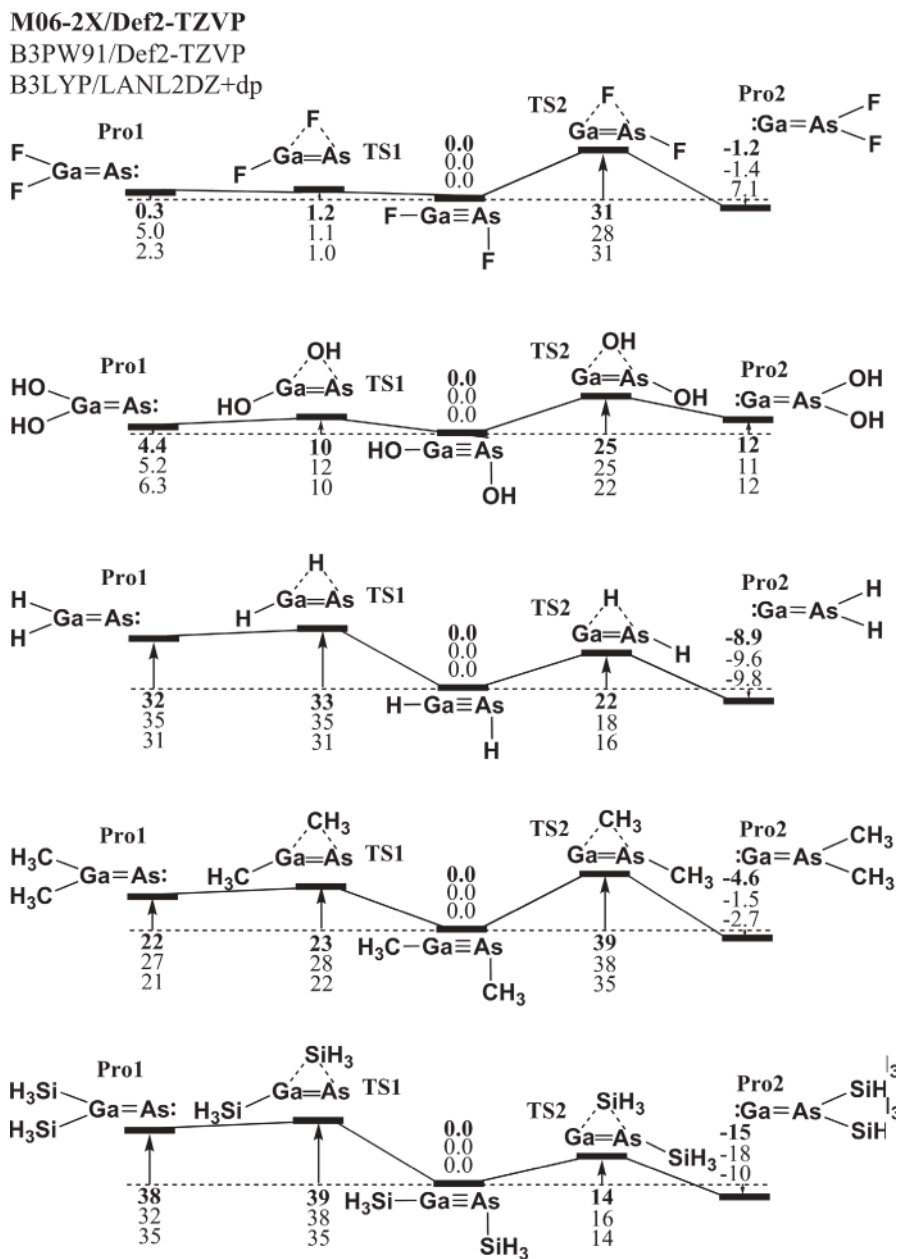 M06-2X/Def2-TZVP
B3PW91/Def2-TZVP
B3LYP/LANL2DZ+dp
Pro1
F
F
Ga=As:
F
F
Ga=As
TS1
0.0
0.0
0.0
F-Ga≡As
F
TS2
F
Ga=As
F
Pro2
:Ga=As
F
F
0.3
5.0
2.3
1.2
1.1
1.0
31
28
31
-1.2
-1.4
7.1
Pro1
HO
HO
Ga=As:
OH
HO
Ga=As
TS1
0.0
0.0
0.0
HO-Ga≡As
OH
TS2
OH
Ga=As
OH
Pro2
:Ga=As
OH
OH
4.4
5.2
6.3
10
12
10
25
25
22
12
11
12
Pro1
H
H
Ga=As:
H
H
Ga=As
TS1
0.0
0.0
0.0
H-Ga≡As
H
TS2
H
Ga=As
H
Pro2
:Ga=As
H
H
32
35
31
33
35
31
22
18
16
-8.9
-9.6
-9.8
Pro1
H3C
H3C
Ga=As:
CH3
H3C
Ga=As
TS1
0.0
0.0
0.0
H3C-Ga≡As
CH3
TS2
CH3
Ga=As
CH3
Pro2
:Ga=As
CH3
CH3
22
27
21
23
28
22
39
38
35
-4.6
-1.5
-2.7
Pro1
H3Si
H3Si
Ga=As:
SiH3
H3Si
Ga=As
TS1
0.0
0.0
0.0
H3Si-Ga≡As
SiH3
TS2
SiH3
Ga=As
SiH3
Pro2
:Ga=As
SiH
SiH
38
32
35
39
38
35
14
16
14
-15
-18
-10